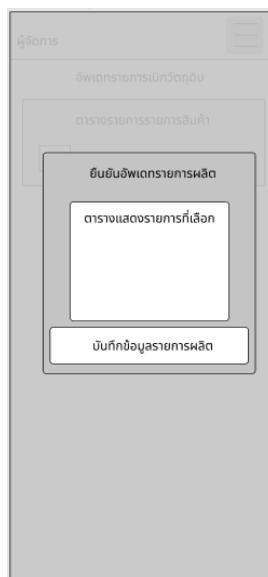 ผู้จัดการ
อัพเดทรายการเบิกวัตถุดิบ
ตารางรายการรายการสินค้า
ยืนยันอัพเดทรายการผลิต
ตารางแสดงรายการที่เลือก
บันทึกข้อมูลรายการผลิต